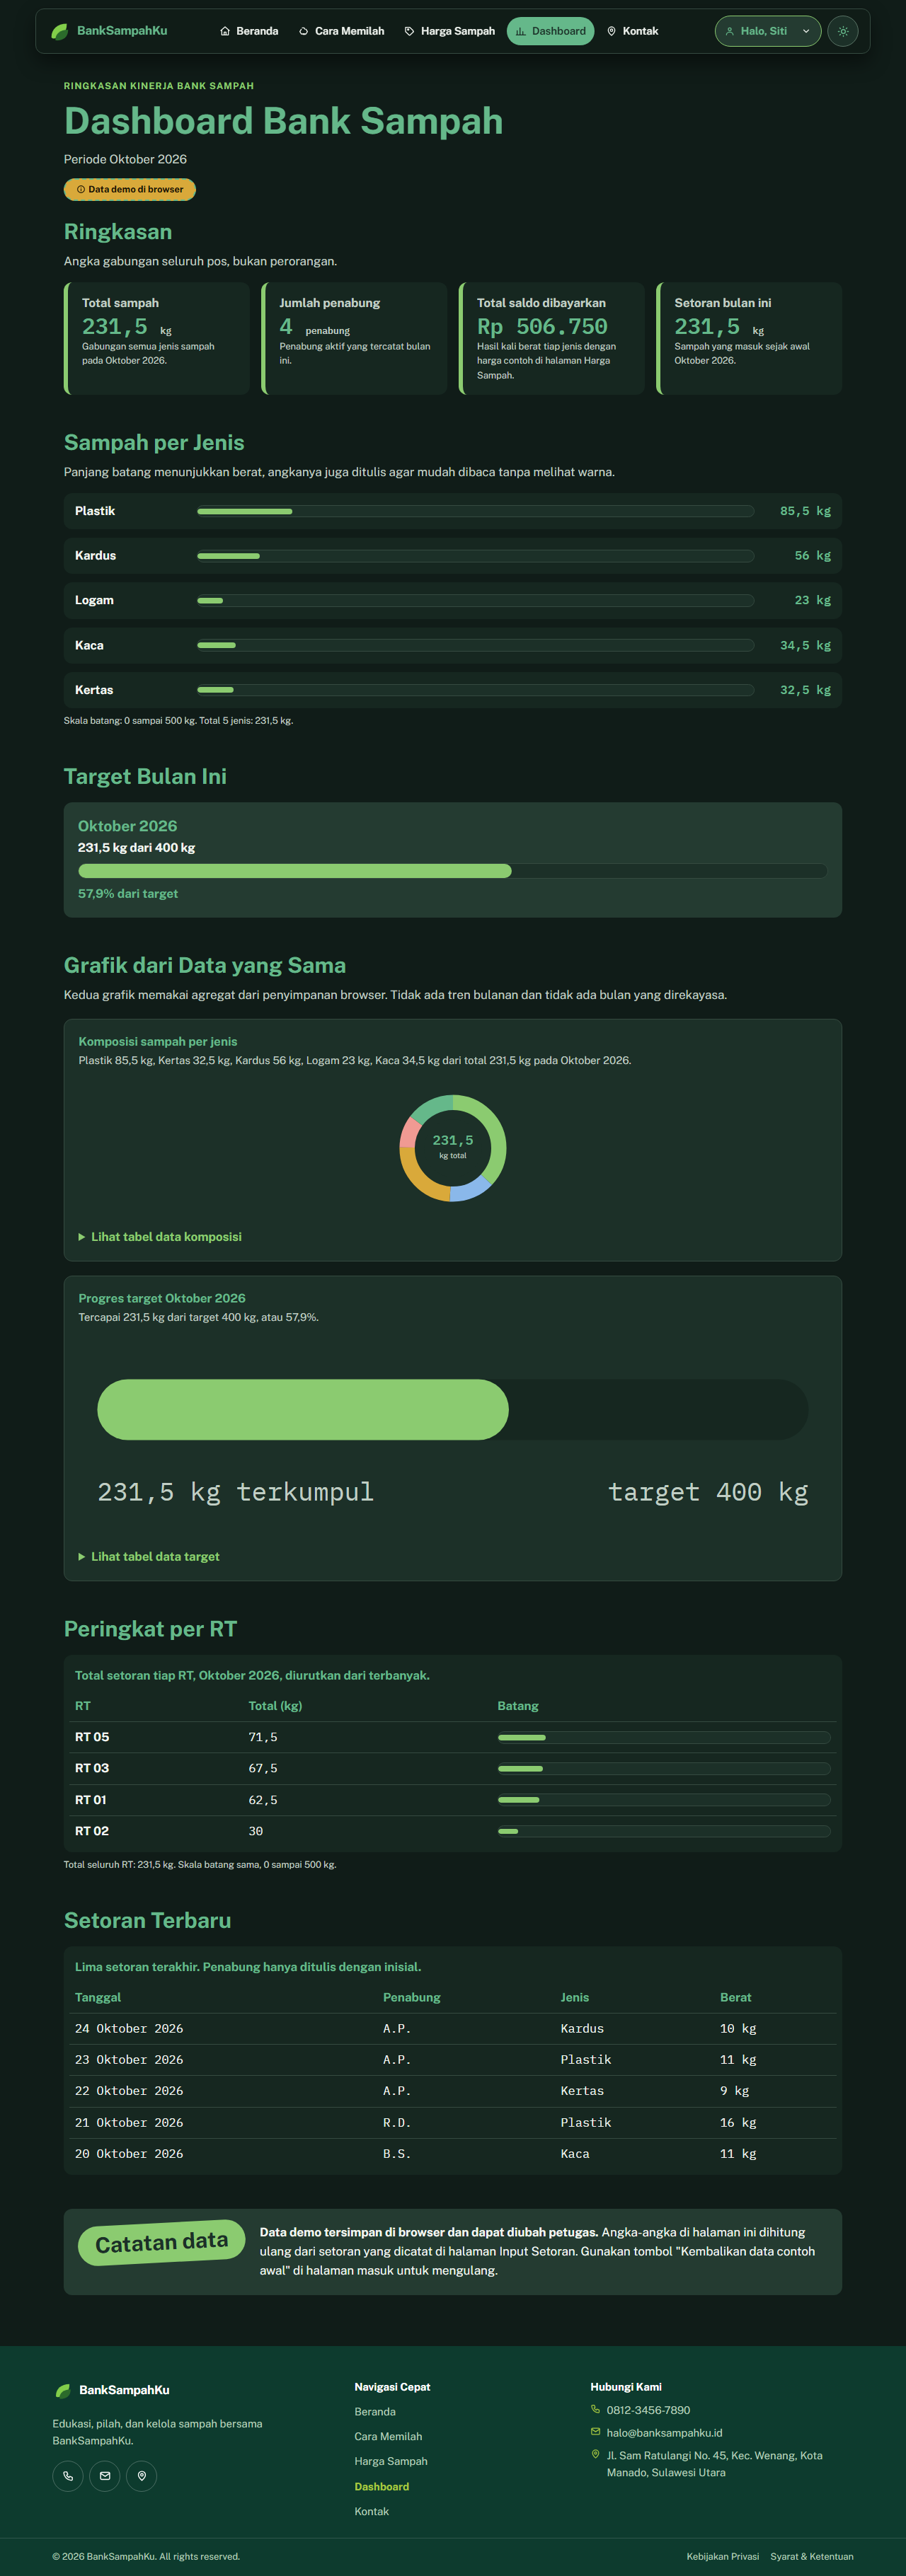 BankSampahKu
Beranda
Cara Memilah
Harga Sampah
Dashboard
Kontak
Halo, Siti
RINGKASAN KINERJA BANK SAMPAH
Dashboard Bank Sampah
Periode Oktober 2026
Data demo di browser
Ringkasan
Angka gabungan seluruh pos, bukan perorangan.
Total sampah
231,5 kg
Gabungan semua jenis sampah
pada Oktober 2026.
Jumlah penabung
4 penabung
Penabung aktif yang tercatat bulan
ini.
Total saldo dibayarkan
Rp 506.750
Hasil kali berat tiap jenis dengan
harga contoh di halaman Harga
Sampah.
Setoran bulan ini
231,5 kg
Sampah yang masuk sejak awal
Oktober 2026.
Sampah per Jenis
Panjang batang menunjukkan berat, angkanya juga ditulis agar mudah dibaca tanpa melihat warna.
Plastik 85,5 kg
Kardus 56 kg
Logam 23 kg
Kaca 34,5 kg
Kertas 32,5 kg
Skala batang: 0 sampai 500 kg. Total 5 jenis: 231,5 kg.
Target Bulan Ini
Oktober 2026
231,5 kg dari 400 kg
57,9% dari target
Grafik dari Data yang Sama
Kedua grafik memakai agregat dari penyimpanan browser. Tidak ada tren bulanan dan tidak ada bulan yang direkayasa.
Komposisi sampah per jenis
Plastik 85,5 kg, Kertas 32,5 kg, Kardus 56 kg, Logam 23 kg, Kaca 34,5 kg dari total 231,5 kg pada Oktober 2026.
231,5
kg total
Lihat tabel data komposisi
Progres target Oktober 2026
Tercapai 231,5 kg dari target 400 kg, atau 57,9%.
231,5 kg terkumpul target 400 kg
Lihat tabel data target
Peringkat per RT
Total setoran tiap RT, Oktober 2026, diurutkan dari terbanyak.
RT Total (kg) Batang
RT 05 71,5
RT 03 67,5
RT 01 62,5
RT 02 30
Total seluruh RT: 231,5 kg. Skala batang sama, 0 sampai 500 kg.
Setoran Terbaru
Lima setoran terakhir. Penabung hanya ditulis dengan inisial.
Tanggal Penabung Jenis Berat
24 Oktober 2026 A.P. Kardus 10 kg
23 Oktober 2026 A.P. Plastik 11 kg
22 Oktober 2026 A.P. Kertas 9 kg
21 Oktober 2026 R.D. Plastik 16 kg
20 Oktober 2026 B.S. Kaca 11 kg
Catatan data
Data demo tersimpan di browser dan dapat diubah petugas. Angka-angka di halaman ini dihitung
ulang dari setoran yang dicatat di halaman Input Setoran. Gunakan tombol "Kembalikan data contoh
awal" di halaman masuk untuk mengulang.
BankSampahKu
Edukasi, pilah, dan kelola sampah bersama
BankSampahKu.
Navigasi Cepat
Beranda
Cara Memilah
Harga Sampah
Dashboard
Kontak
Hubungi Kami
0812-3456-7890
halo@banksampahku.id
Jl. Sam Ratulangi No. 45, Kec. Wenang, Kota
Manado, Sulawesi Utara
© 2026 BankSampahKu. All rights reserved.
Kebijakan Privasi Syarat & Ketentuan